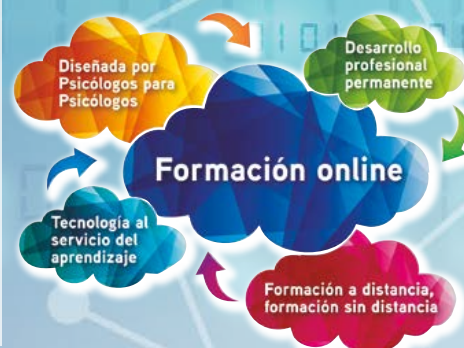 Diseñada por
Psicólogos para
Psicólogos
Desarrollo
profesional
permanente
Formación online
Tecnología al
servicio del
aprendizaje
Formación a distancia,
formación sin distancia